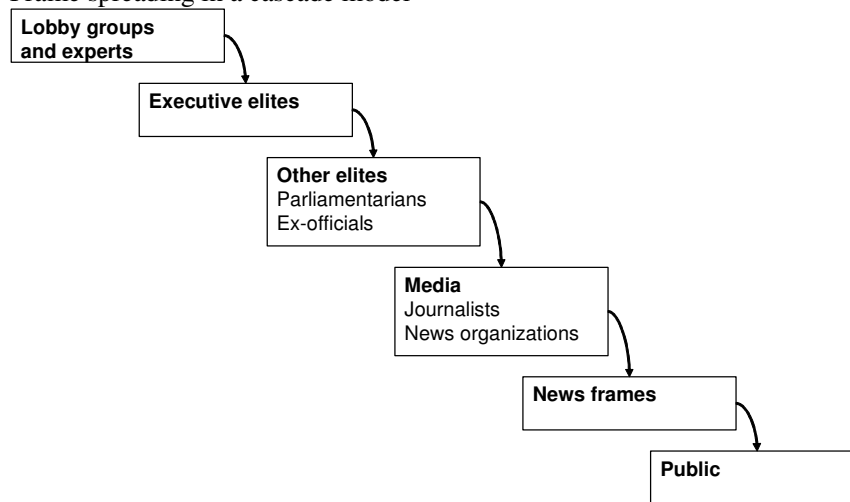 Frame spreading in a cascade model
Lobby groups
and experts
Executive elites
Other elites
Parliamentarians
Ex-officials
Media
Journalists
News organizations
News frames
Public